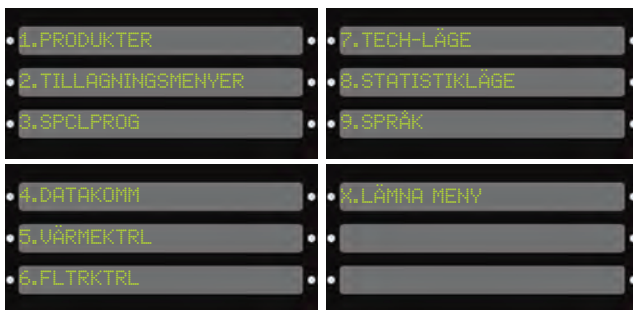 1.PRODUKTER
2.TILLAGNINGSMENYER
3.SPCLPROG
4.DATAKOMM
5.VÄRMEKTRL
6.FLTRKTRL
7.TECH-LÄGE
8.STATISTIKLÄGE
9.SPRÅK
X.LÄMNA MENY